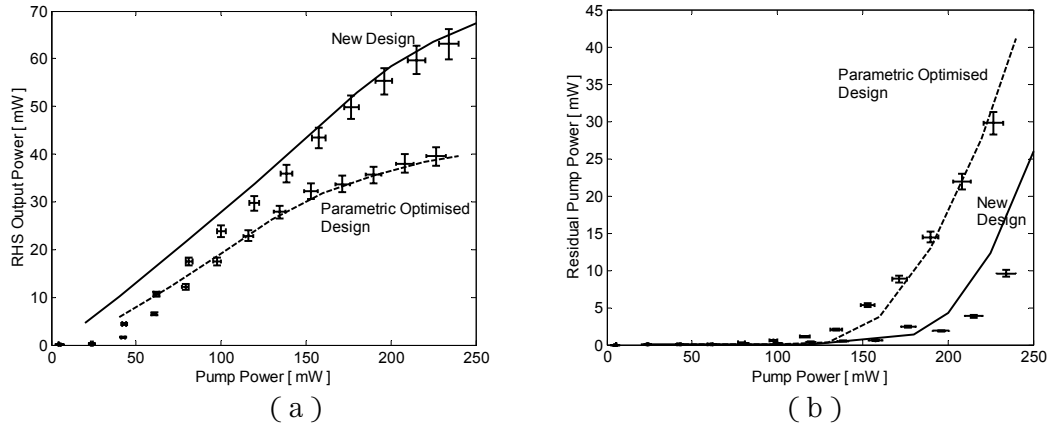 70
60
50
40
30
20
10
0
0 50 100 150 200 250
RHS Output Power [ mW ]
Pump Power [ mW ]
New Design
Parametric Optimised
Design
( a )
45
40
35
30
25
20
15
10
5
0
0 50 100 150 200 250
Residual Pump Power [ mW ]
Pump Power [ mW ]
Parametric Optimised
Design
New
Design
( b )